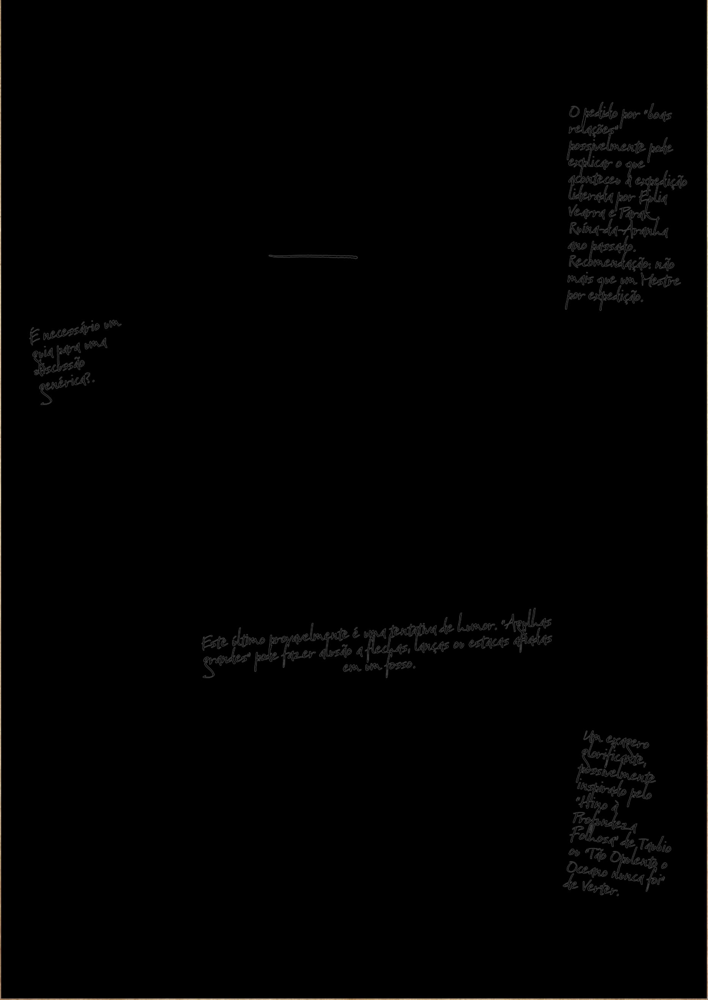 O pedido por "boas
relações"
possivelmente pode
explicar o que
aconteceu à expedição
liderada por Eulia
Vearra e Parak
Ruína-da-Aranha
ano passado.
Recomendação: não
mais que um Mestre
por expedição.
É necessário um
guia para uma
discussão
genérica?.
Este último provavelmente é uma tentativa de humor. "Agulhas
grandes" pode fazer alusão a flechas, lanças ou estacas afiadas
em um fosso.
Um exagero
glorificante,
possivelmente
inspirado pelo
"Hino à
Profundeza
Folhosa" de Taubio
ou "Tão Opulento o
Oceano nunca foi"
de Verter.